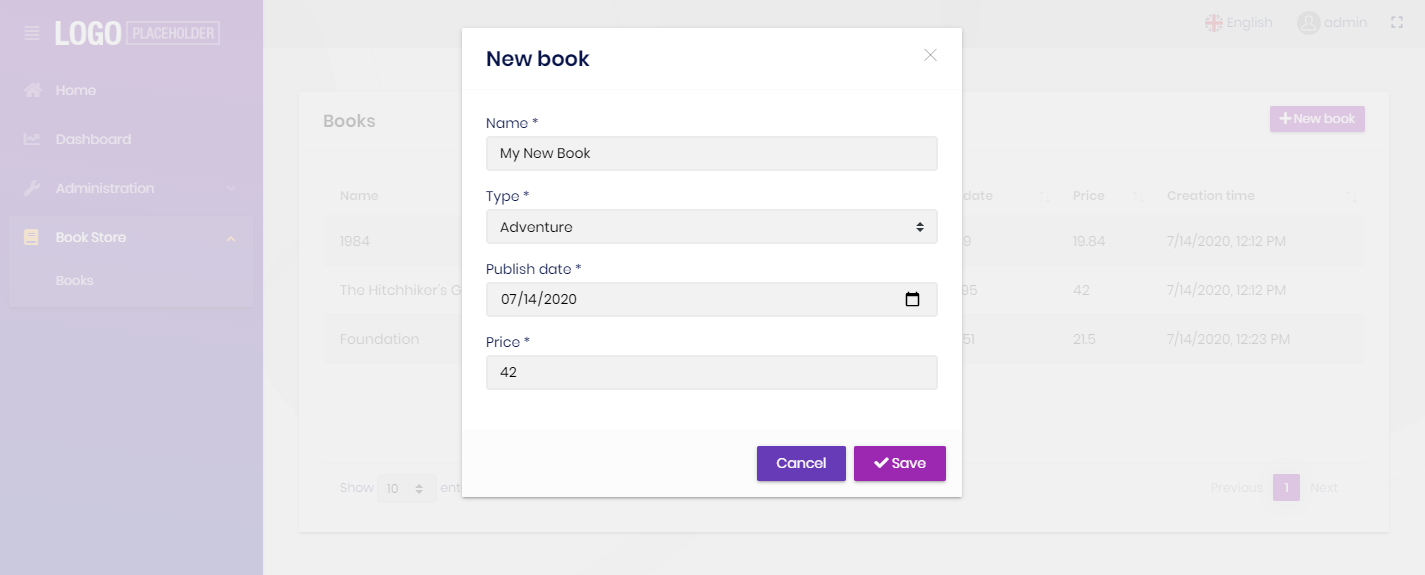 LOGO PLACEHOLDER
English
admin
Home
Dashboard
Administration
Book Store
Books
Books
+ New book
Name date Price Creation time
1984 9 19.84 7/14/2020, 12:12 PM
The Hitchhiker's G 95 42 7/14/2020, 12:12 PM
Foundation 51 21.5 7/14/2020, 12:23 PM
Show 10 ent
Previous 1 Next
New book
Name *
My New Book
Type *
Adventure
Publish date *
07/14/2020
Price *
42
Cancel
Save